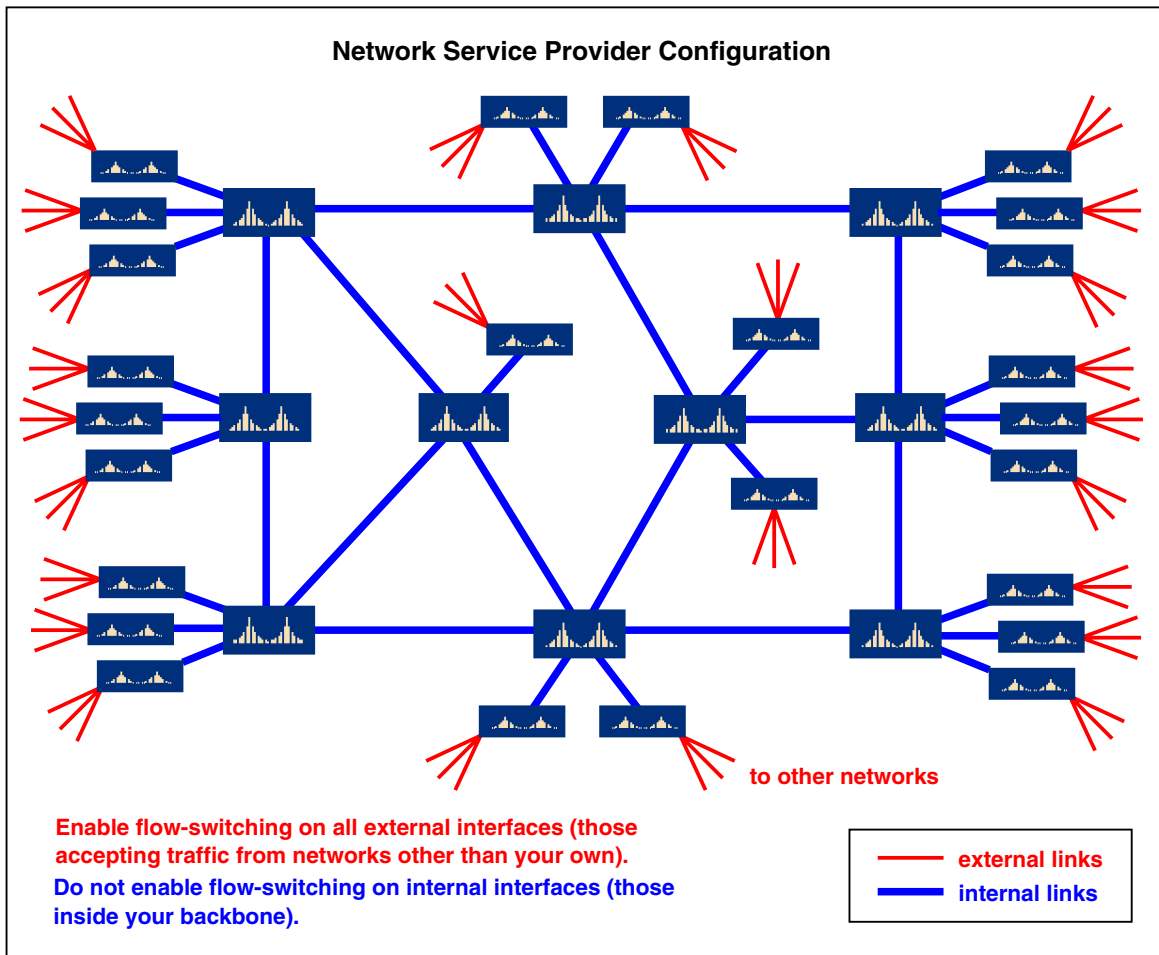 Network Service Provider Configuration
to other networks
Enable flow-switching on all external interfaces (those
accepting traffic from networks other than your own).
Do not enable flow-switching on internal interfaces (those
inside your backbone).
external links
internal links